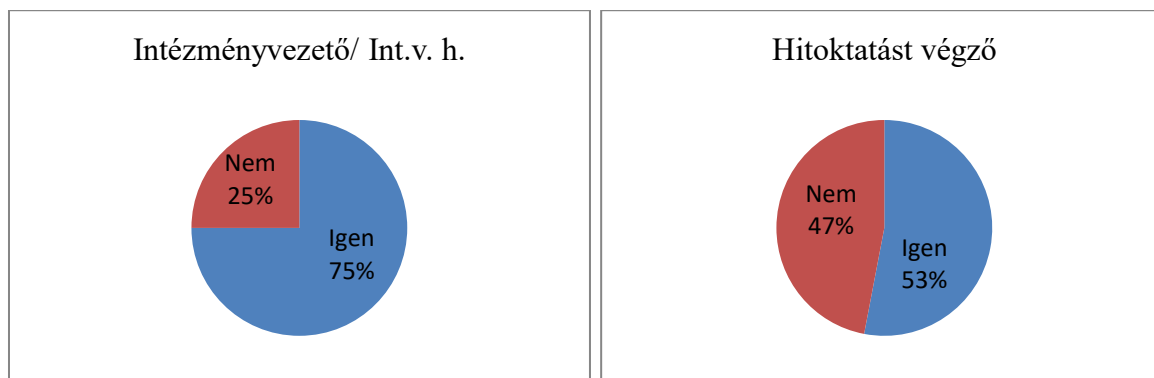 Intézményvezető/ Int.v. h.
Nem
25%
Igen
75%
Hitoktatást végző
Nem
47%
Igen
53%